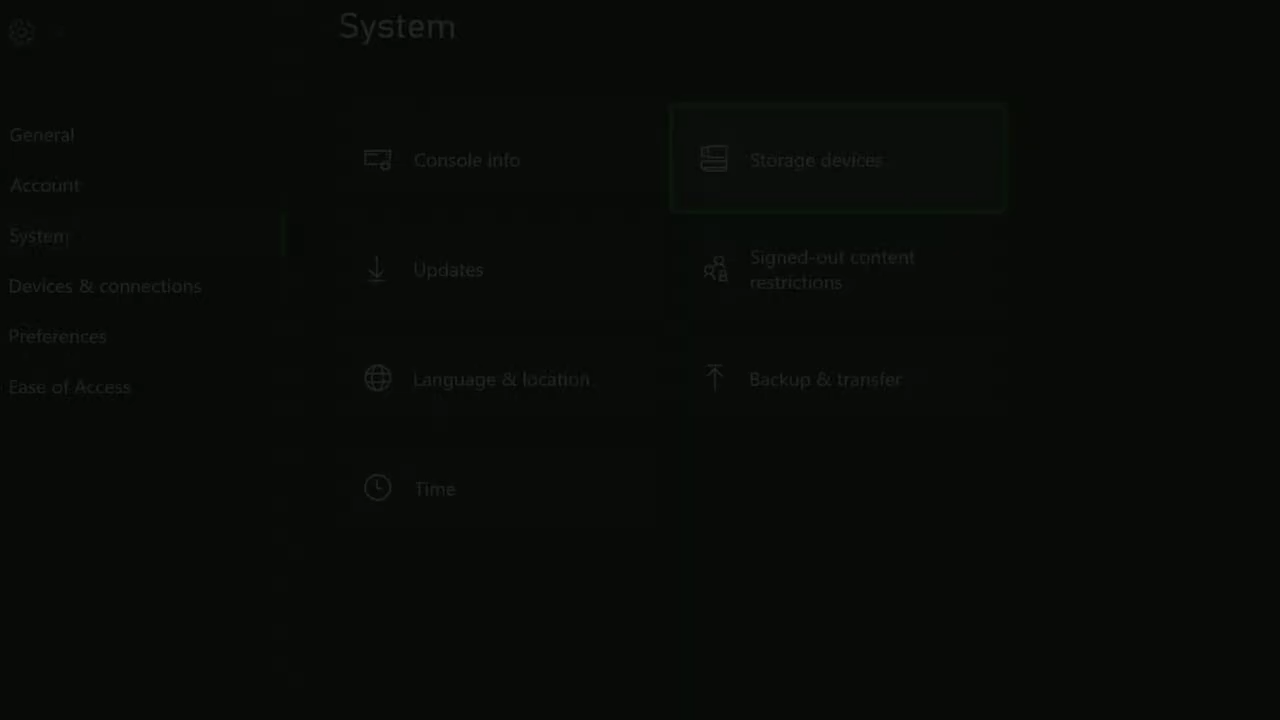 System
General
Account
System
Devices & connections
Preferences
Ease of Access
Console info
Storage devices
Updates
Signed-out content
restrictions
Language & location
Backup & transfer
Time